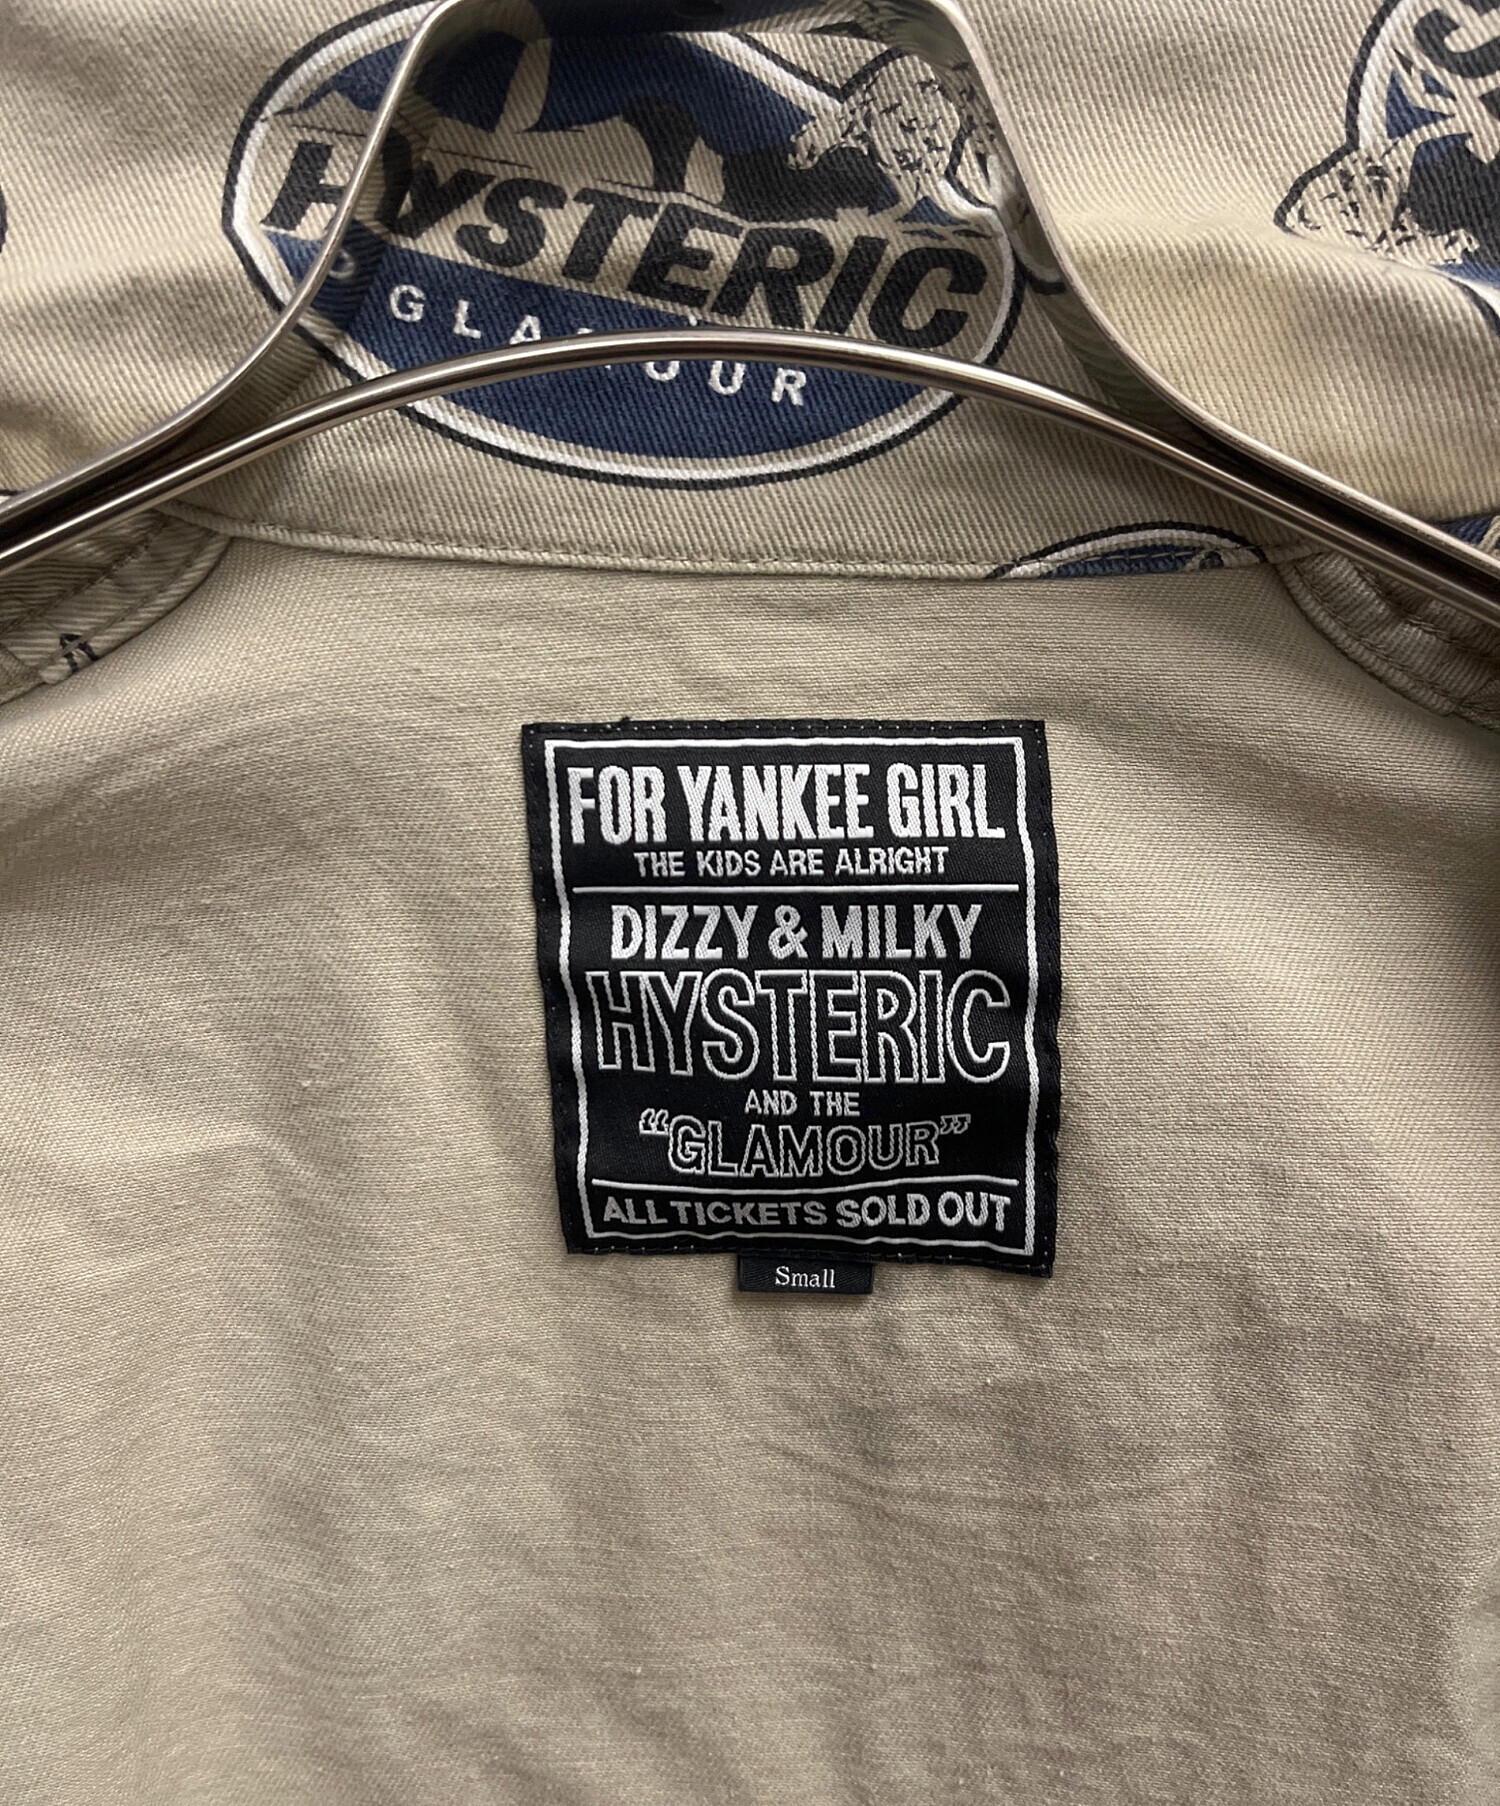 HYSTERIC
GLAMOUR
FOR YANKEE GIRL
THE KIDS ARE ALRIGHT
DIZZY & MILKY
HYSTERIC
AND THE
“GLAMOUR”
ALL TICKETS SOLD OUT
Small